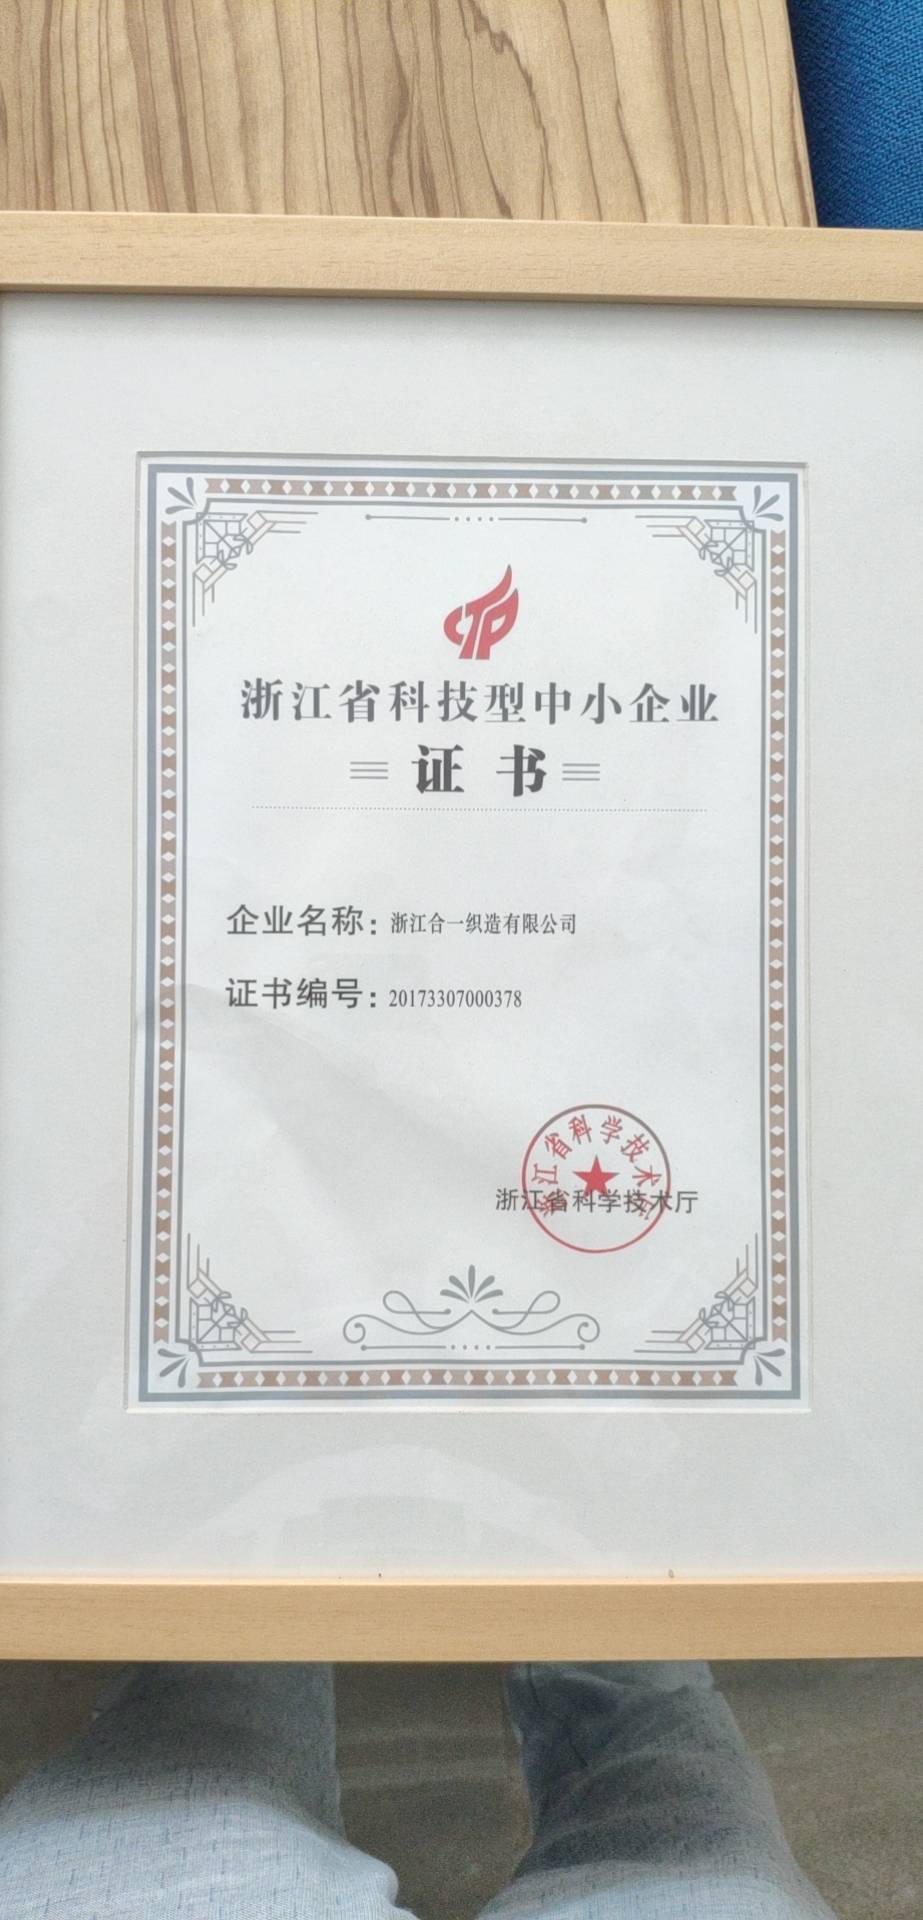 CTP
浙江省科技型中小企业
证书
企业名称：浙江合一织造有限公司
证书编号：20173307000378
浙江省科学技术厅
浙江省科学技术厅